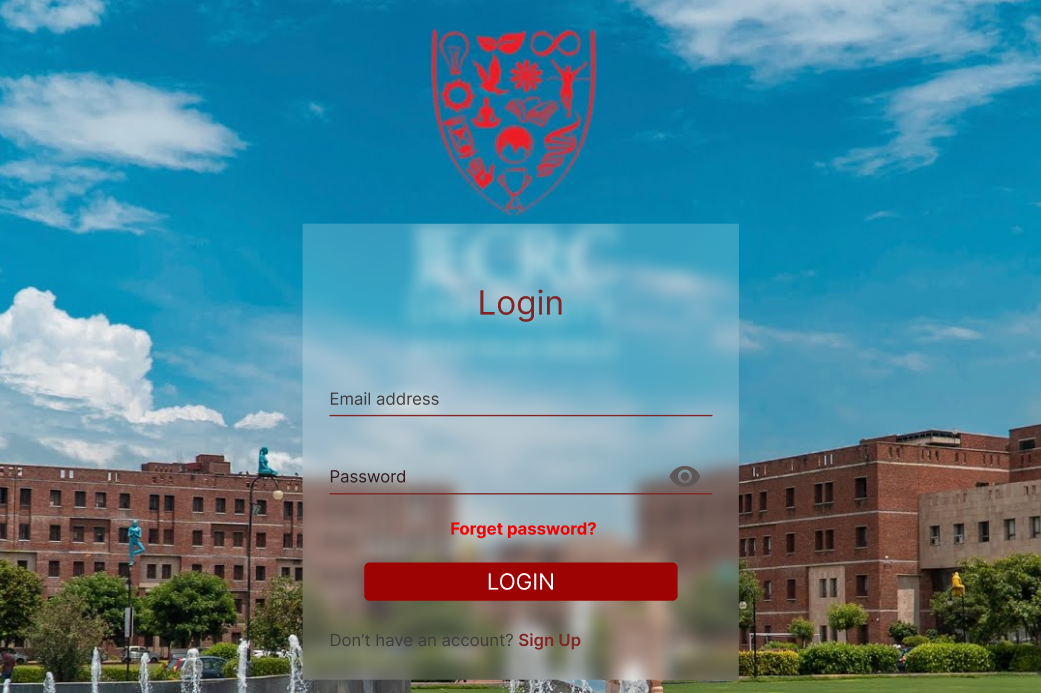 Login
Email address
Password
Forget password?
LOGIN
Don't have an account? Sign Up